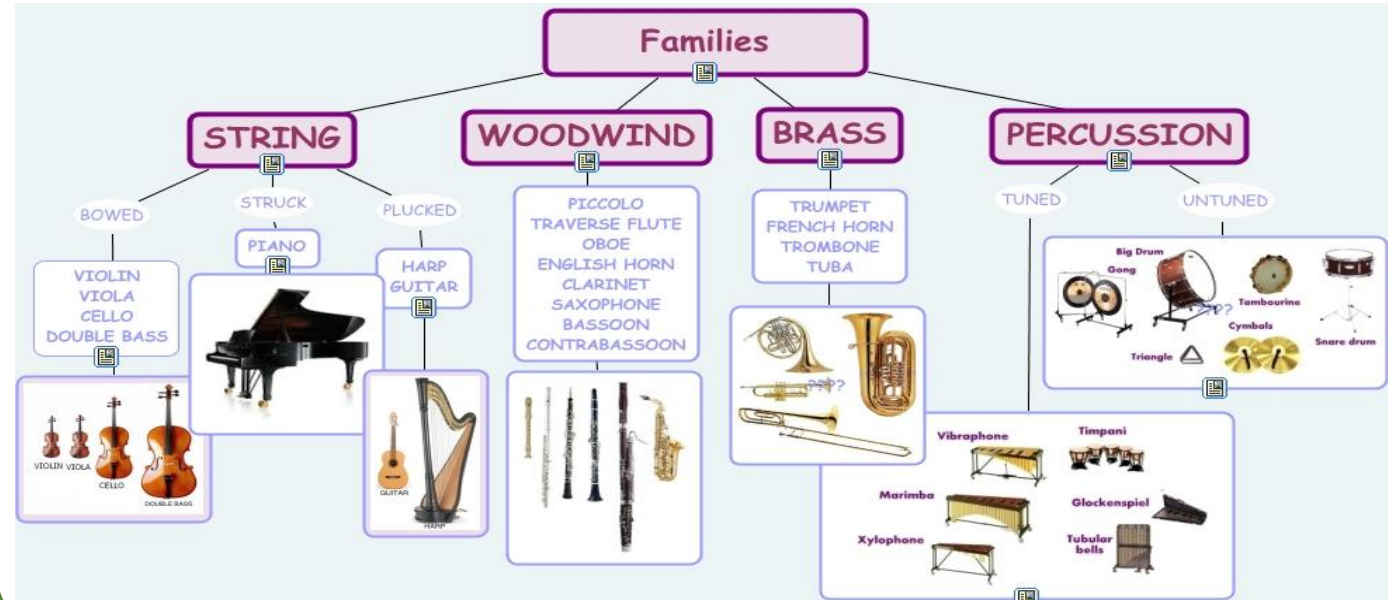 Families
STRING
WOODWIND
BRASS
PERCUSSION
BOWED
STRUCK
PLUCKED
TUNED
UNTUNED
VIOLIN
VIOLA
CELLO
DOUBLE BASS
PIANO
HARP
GUITAR
PICCOLO
TRAVERSE FLUTE
OBOE
ENGLISH HORN
CLARINET
SAXOPHONE
BASSOON
CONTRABASSOON
TRUMPET
FRENCH HORN
TROMBONE
TUBA
Big Drum
Gong
????
Tambourine
Cymbals
Triangle
Snare drum
VIOLIN
VIOLA
CELLO
DOUBLE BASS
GUITAR
HARP
????
Vibraphone
Timpani
Marimba
Glockenspiel
Xylophone
Tubular
bells